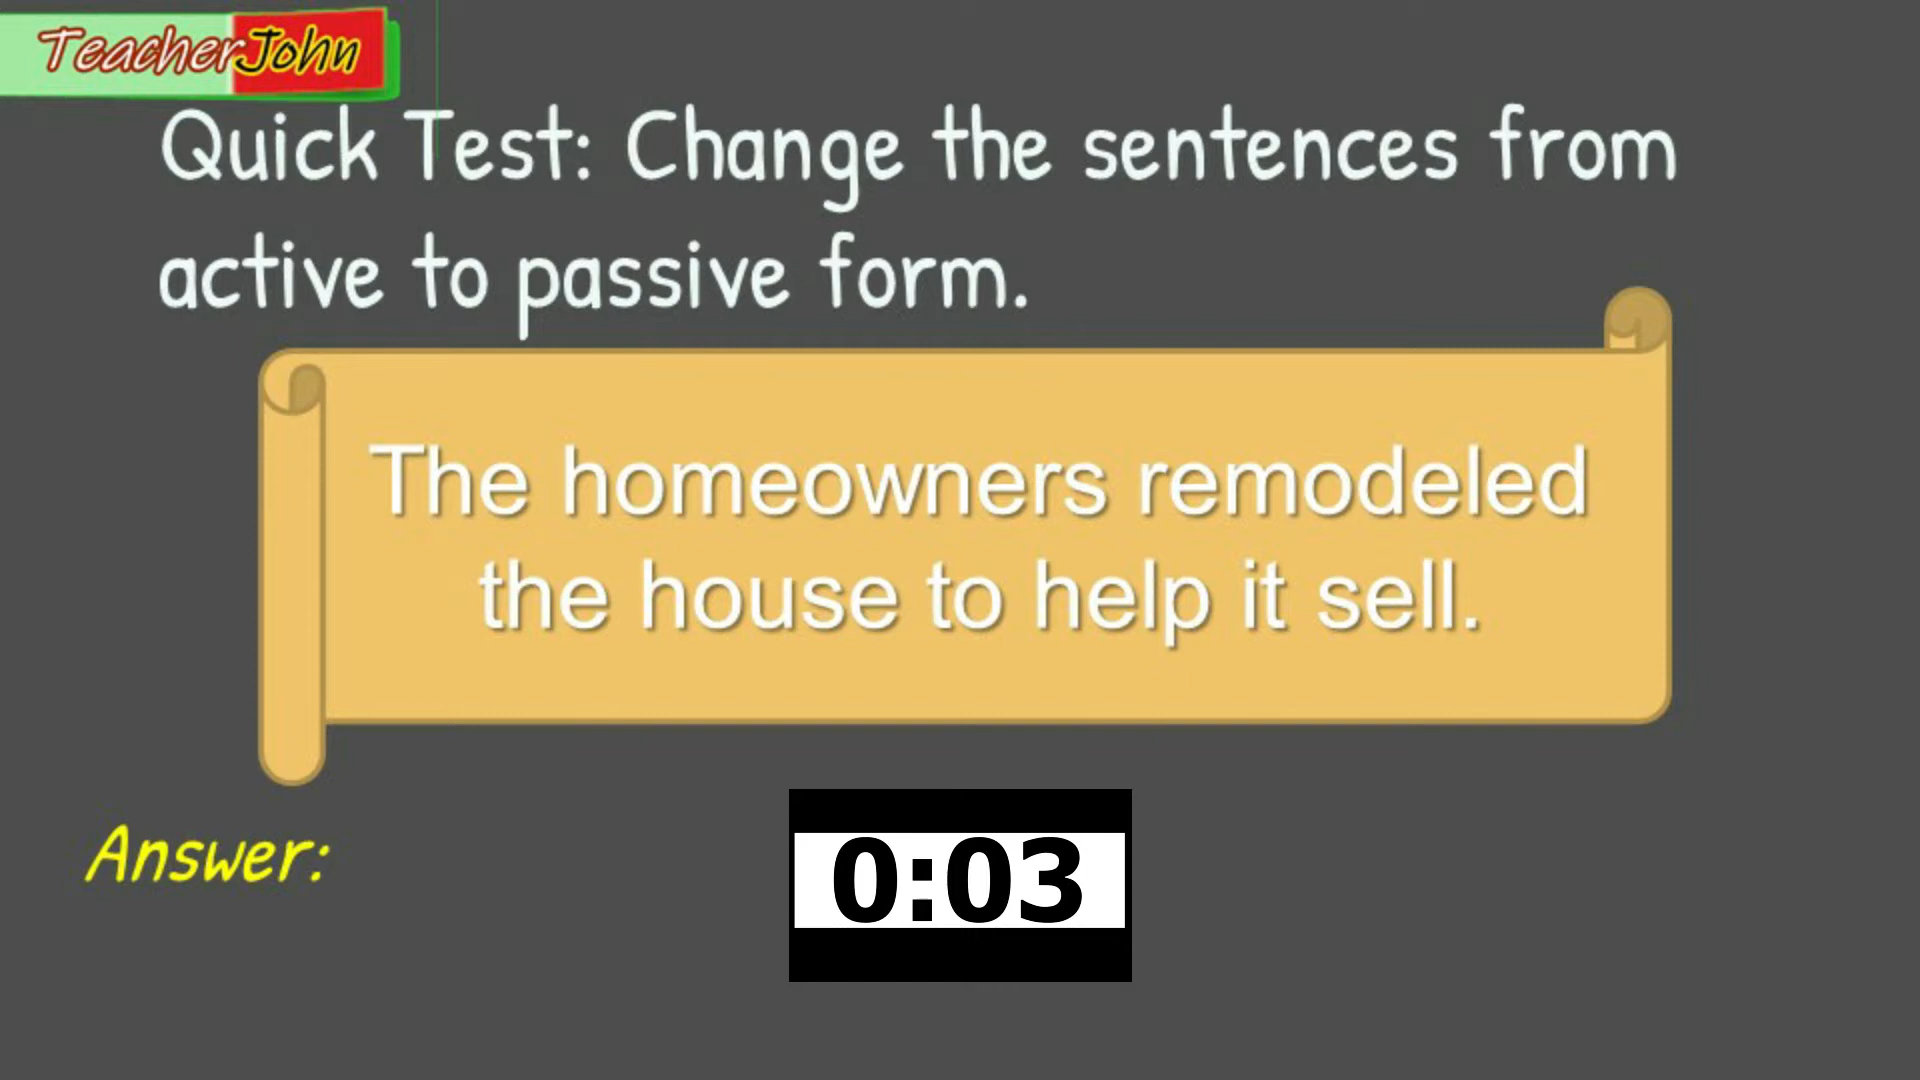 TeacherJohn
Quick Test: Change the sentences from
active to passive form.
The homeowners remodeled
the house to help it sell.
Answer:
0:03